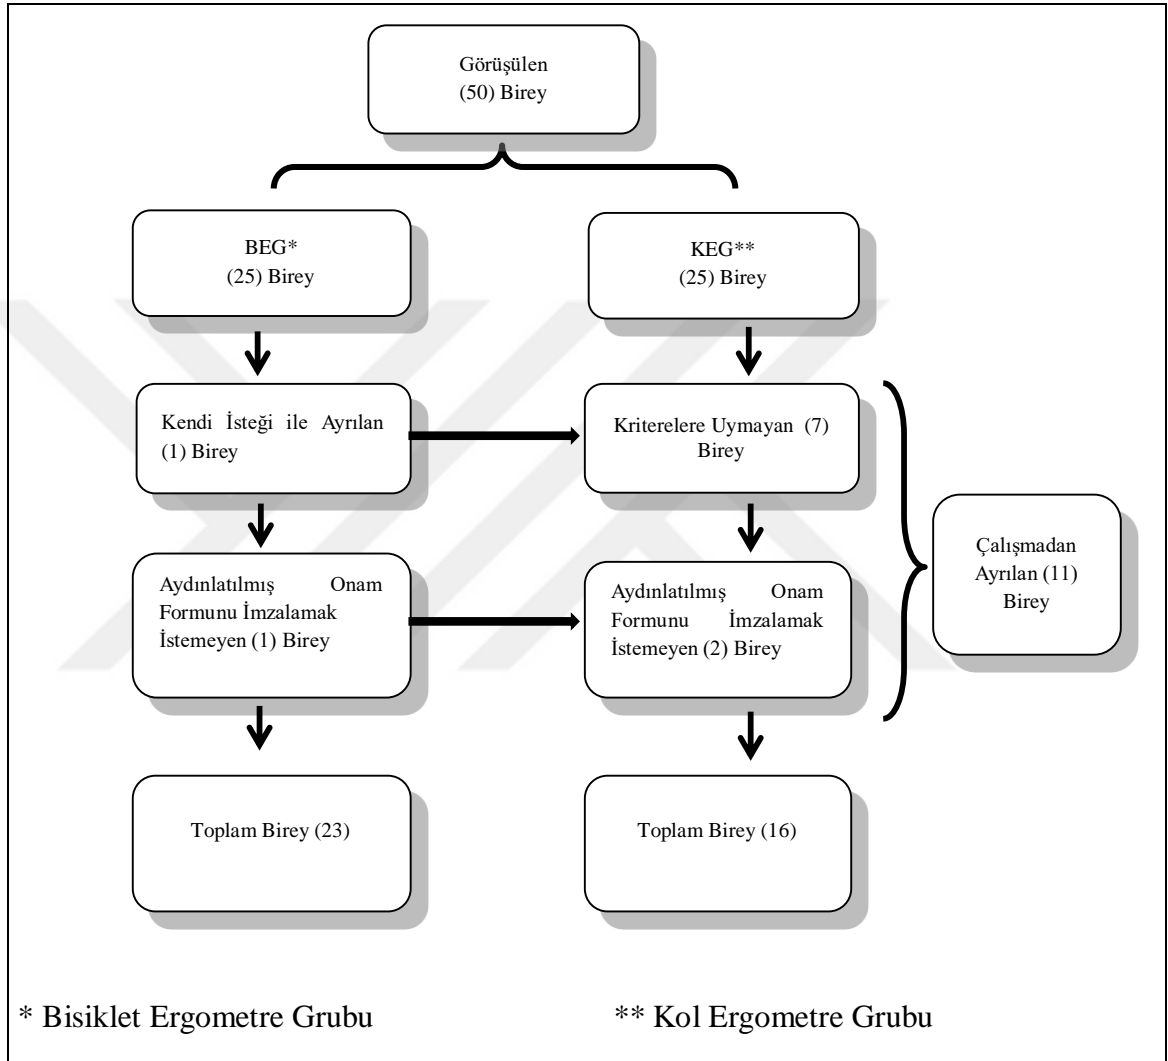 Görüşülen
(50) Birey
BEG*
(25) Birey
KEG**
(25) Birey
Kendi İsteği ile Ayrılan
(1) Birey
Kriterelere Uymayan (7)
Birey
Aydınlatılmış Onam
Formunu İmzalamak
İstemeyen (1) Birey
Aydınlatılmış Onam
Formunu İmzalamak
İstemeyen (2) Birey
Çalışmadan
Ayrılan (11)
Birey
Toplam Birey (23)
Toplam Birey (16)
* Bisiklet Ergometre Grubu
** Kol Ergometre Grubu